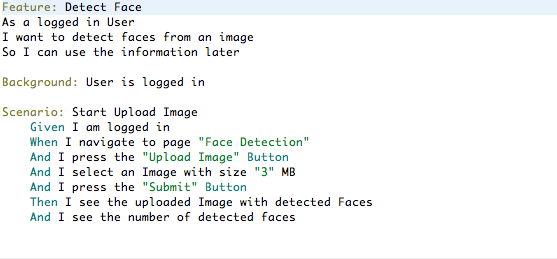 Feature: Detect Face
As a logged in User
I want to detect faces from an image
So I can use the information later
Background: User is logged in
Scenario: Start Upload Image
Given I am logged in
When I navigate to page "Face Detection"
And I press the "Upload Image" Button
And I select an Image with size "3" MB
And I press the "Submit" Button
Then I see the uploaded Image with detected Faces
And I see the number of detected faces